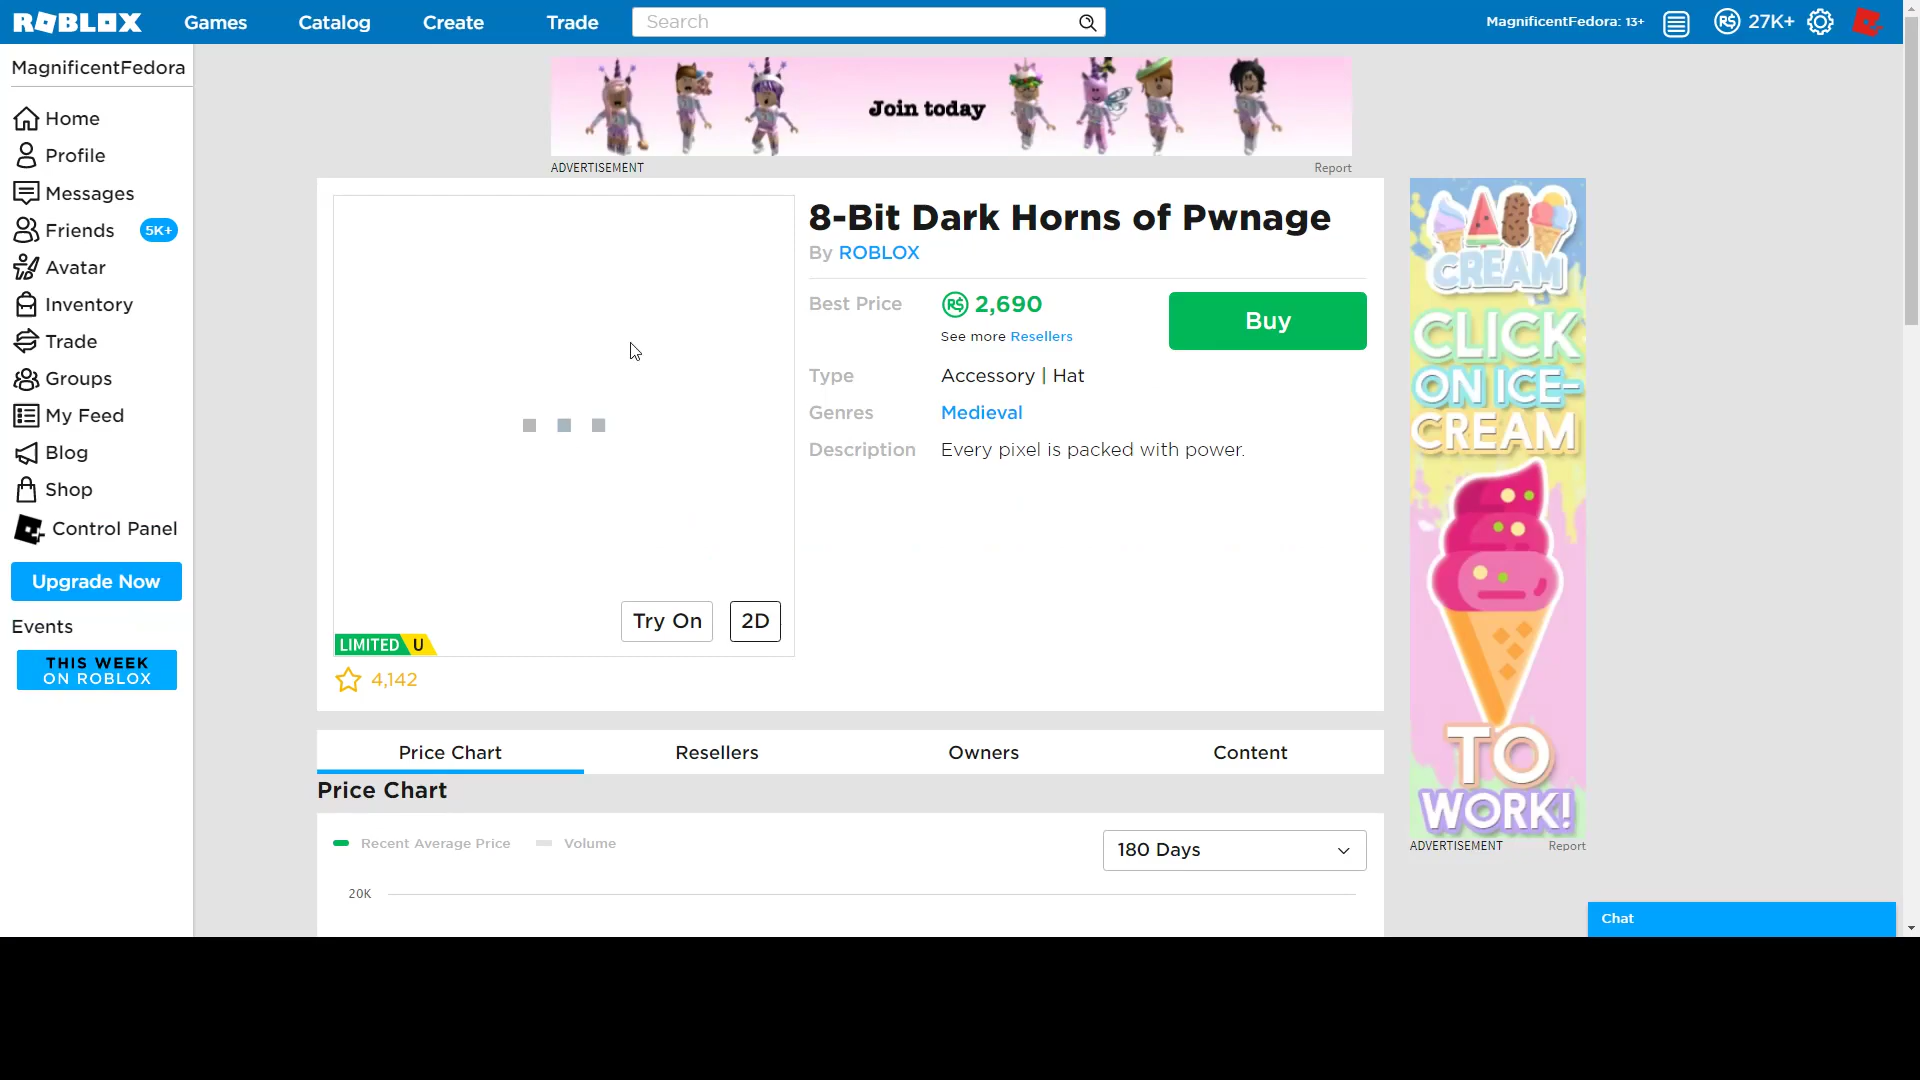 ROBLOX
Games
Catalog
Create
Trade
Search
MagnificentFedora: 13+
R$
27K+
MagnificentFedora
Home
Profile
Messages
Friends
5K+
Avatar
Inventory
Trade
Groups
My Feed
Blog
Shop
Control Panel
Upgrade Now
Events
THIS WEEK
ON ROBLOX
Join today
ADVERTISEMENT
Report
8-Bit Dark Horns of Pwnage
By ROBLOX
Best Price
R$ 2,690
Buy
See more Resellers
Type
Accessory | Hat
Genres
Medieval
Description
Every pixel is packed with power.
Try On
2D
LIMITED U
4,142
Price Chart
Resellers
Owners
Content
Price Chart
Recent Average Price
Volume
180 Days
20K
CREAM
CLICK
ON ICE-
CREAM
TO
WORK!
ADVERTISEMENT
Report
Chat